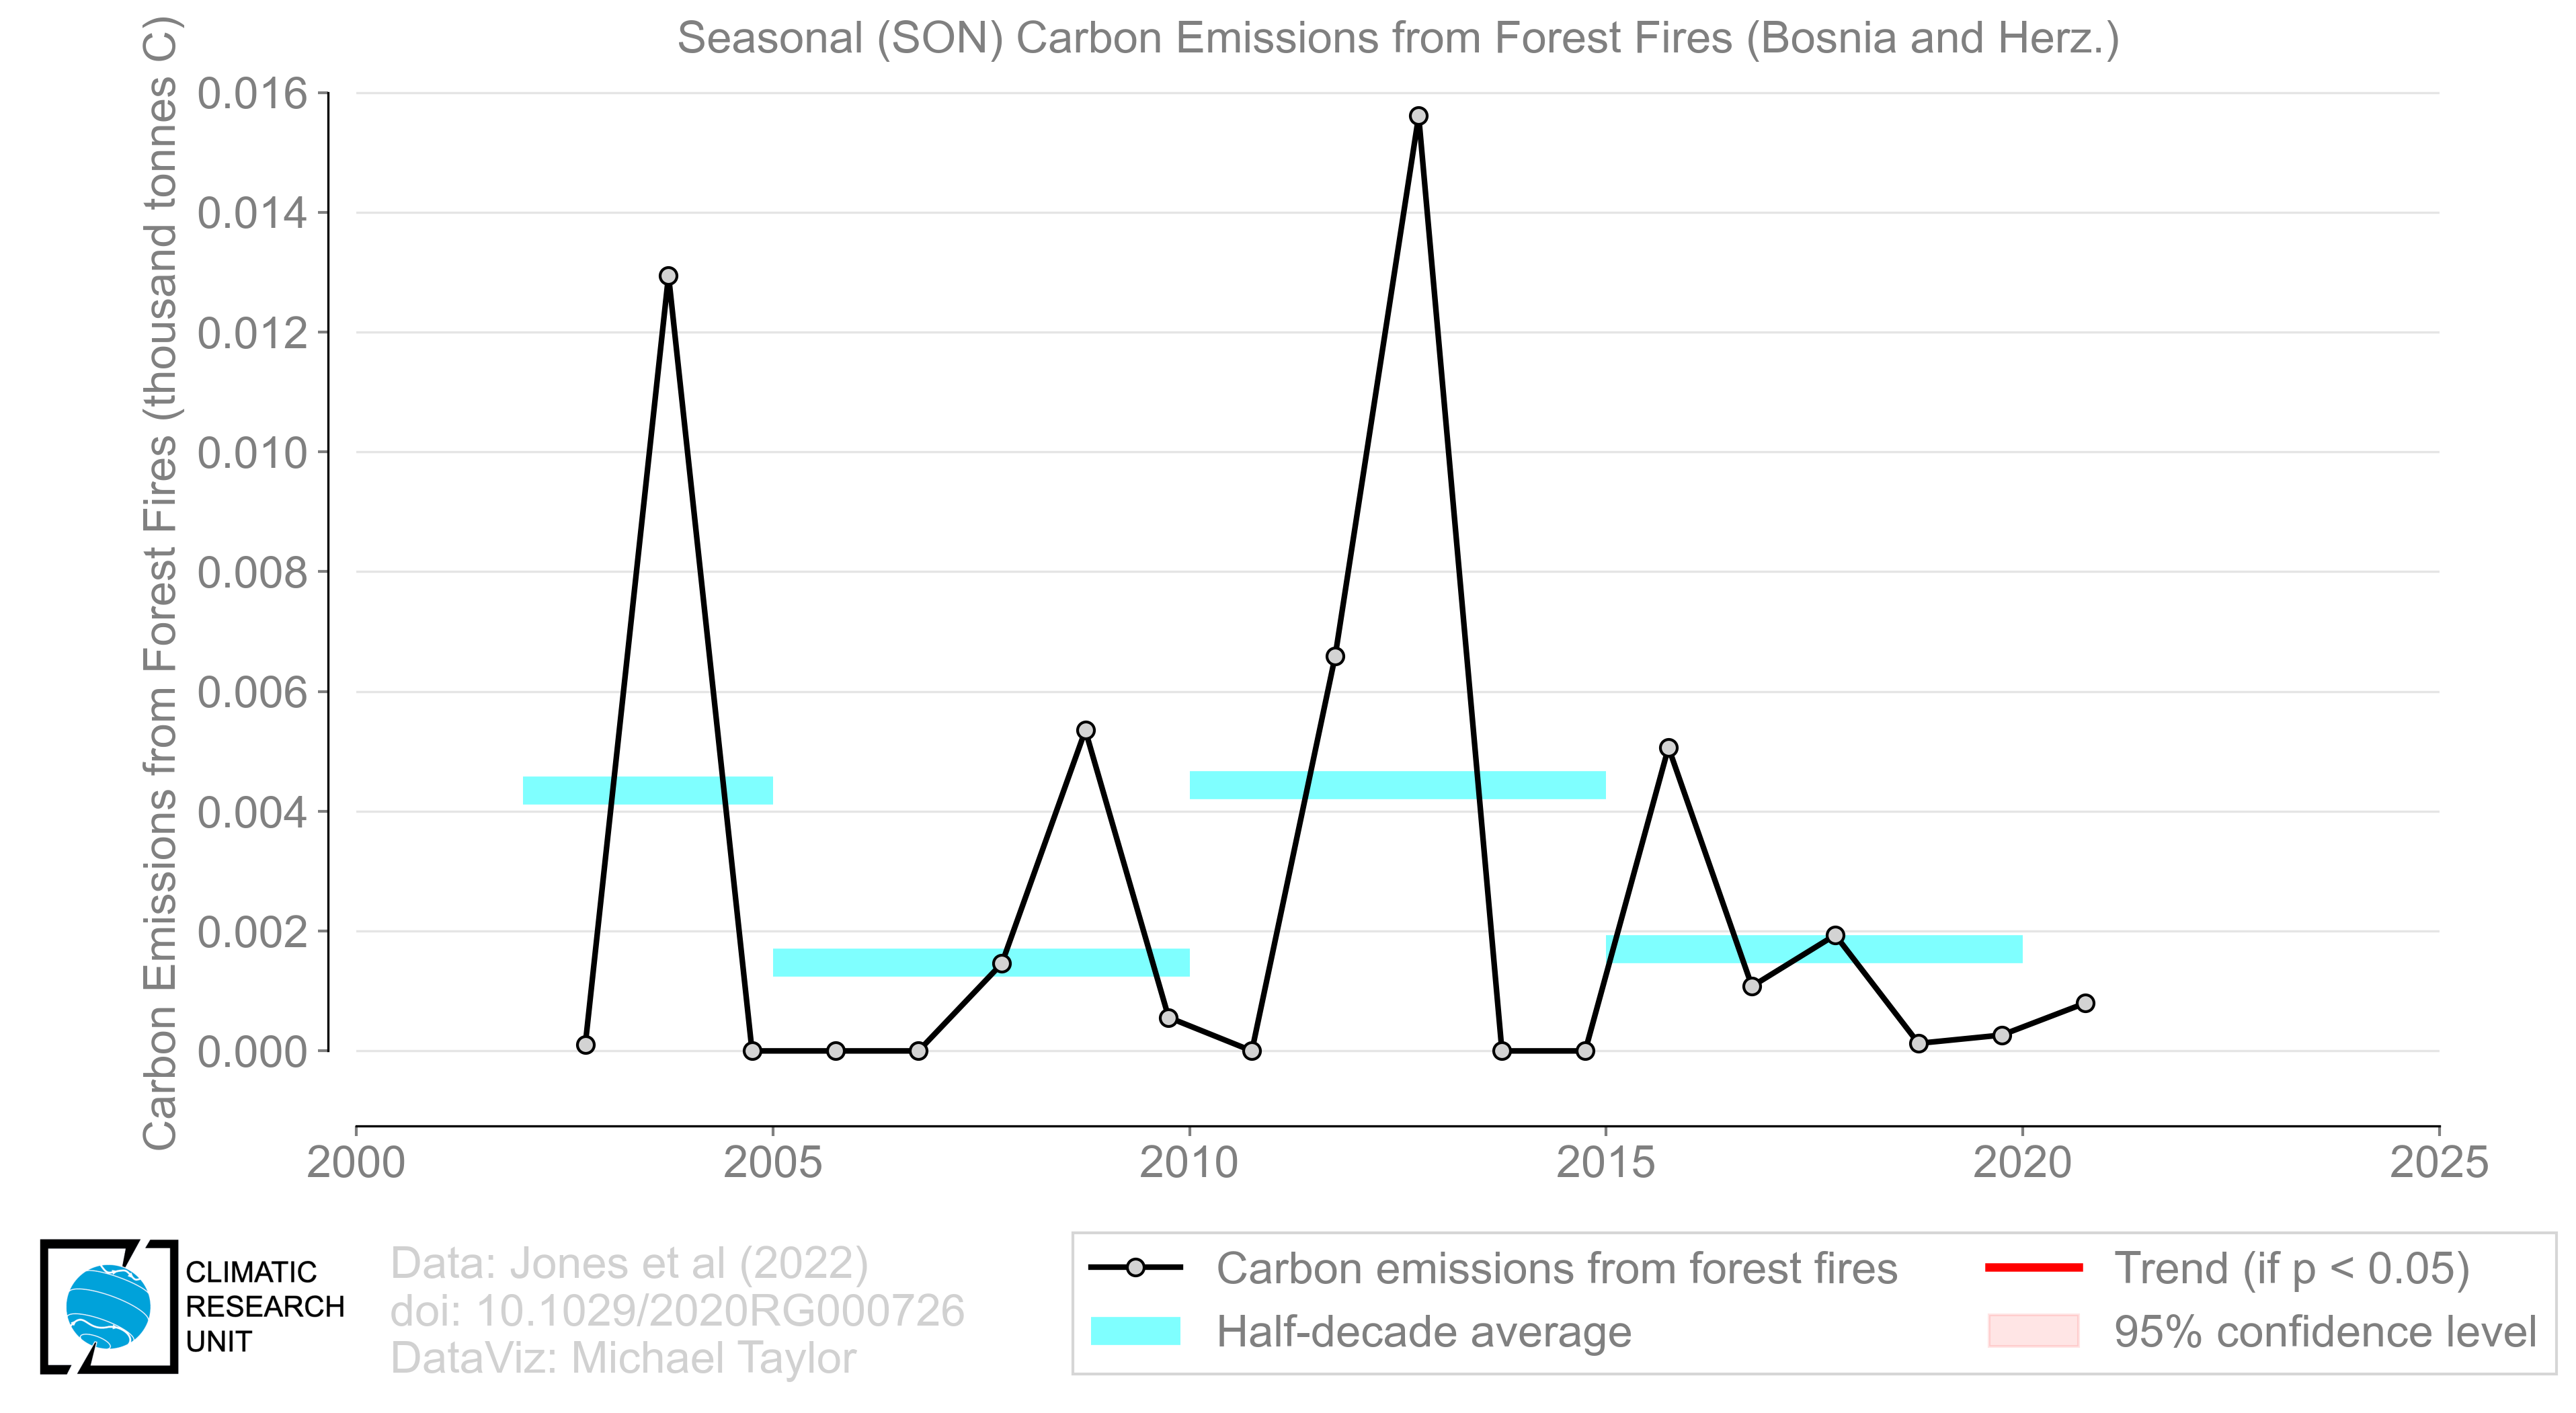 Seasonal (SON) Carbon Emissions from Forest Fires (Bosnia and Herz.)
Carbon Emissions from Forest Fires (thousand tonnes C)
0.016
0.014
0.012
0.010
0.008
0.006
0.004
0.002
0.000
2000
2005
2010
2015
2020
2025
CLIMATIC
RESEARCH
UNIT
Data: Jones et al (2022)
doi: 10.1029/2020RG000726
DataViz: Michael Taylor
Carbon emissions from forest fires
Half-decade average
Trend (if p < 0.05)
95% confidence level